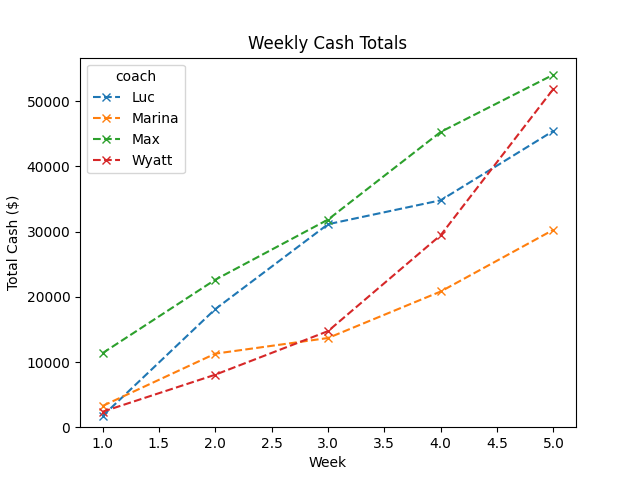 Weekly Cash Totals
coach
Luc
Marina
Max
Wyatt
Total Cash ($)
50000
40000
30000
20000
10000
0
1.0 1.5 2.0 2.5 3.0 3.5 4.0 4.5 5.0
Week